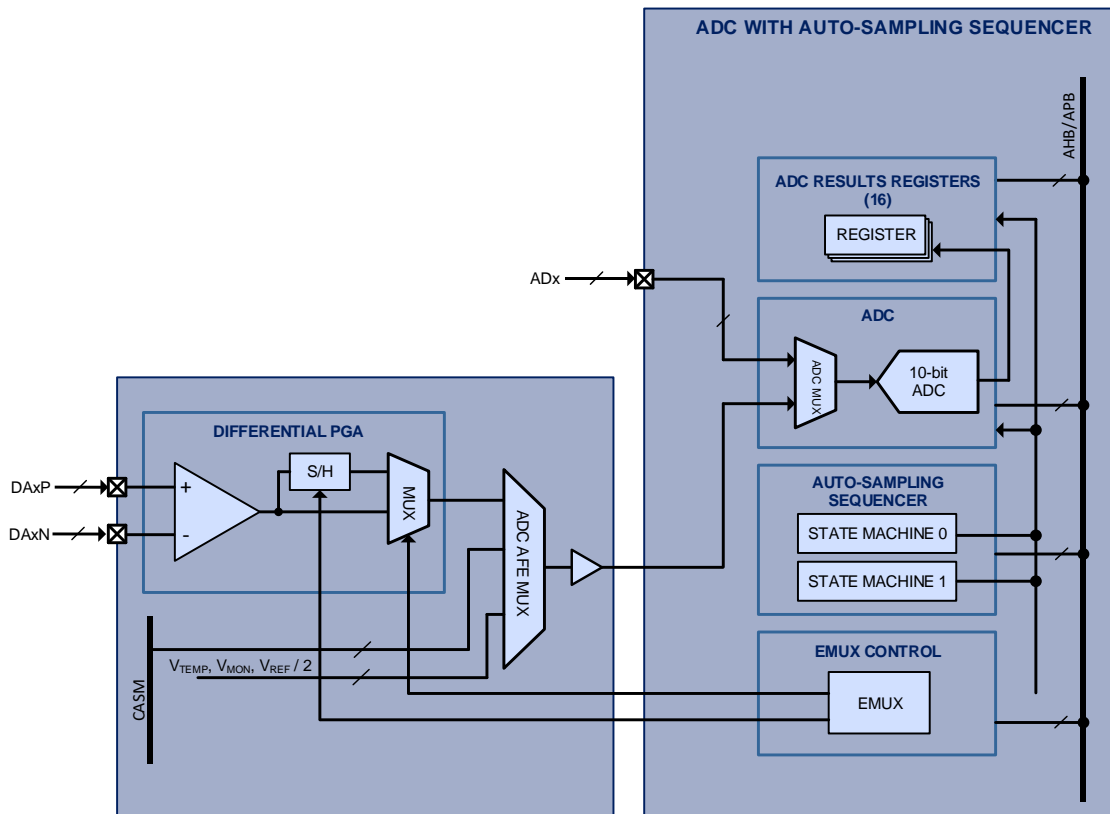 ADC WITH AUTO-SAMPLING SEQUENCER
AHB/APB
ADC RESULTS REGISTERS
(16)
REGISTER
ADx
ADC
ADC MUX
10-bit
ADC
DIFFERENTIAL PGA
S/H
MUX
DAxP
DAxN
+
-
ADC AFE MUX
AUTO-SAMPLING
SEQUENCER
STATE MACHINE 0
STATE MACHINE 1
CASM
VTEMP, VMON, VREF / 2
EMUX CONTROL
EMUX